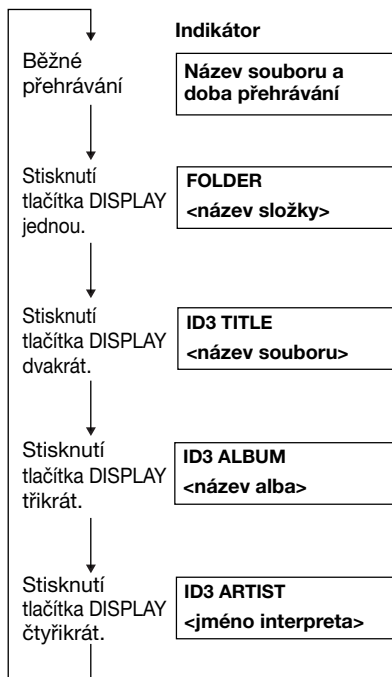 Indikátor
Běžné
přehrávání
Název souboru a
doba přehrávání
Stisknutí
tlačítka DISPLAY
jednou.
FOLDER
<název složky>
Stisknutí
tlačítka DISPLAY
dvakrát.
ID3 TITLE
<název souboru>
Stisknutí
tlačítka DISPLAY
třikrát.
ID3 ALBUM
<název alba>
Stisknutí
tlačítka DISPLAY
čtyřikrát.
ID3 ARTIST
<jméno interpreta>